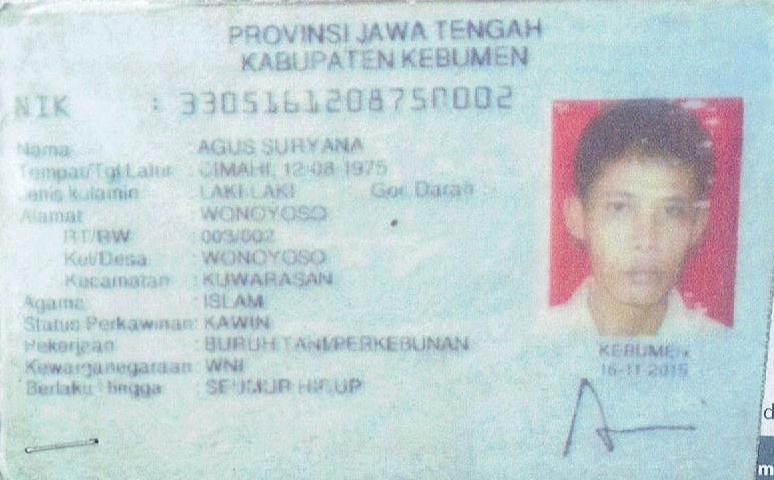 PROVINSI JAWA TENGAH
KABUPATEN KEBUMEN
NIK : 3305161208750002
Nama : AGUS SURYANA
Tempat/Tgl Lahir : CIMAHI, 12-08-1975
Jenis kelamin : LAKI-LAKI Gol. Darah :
Alamat : WONOYOSO
RT/RW : 003/002
Kel/Desa : WONOYOSO
Kecamatan : KUWARASAN
Agama : ISLAM
Status Perkawinan: KAWIN
Pekerjaan : BURUH TANI/PERKEBUNAN
Kewarganegaraan: WNI
Berlaku Hingga : SEUMUR HIDUP
KEBUMEN
16-11-2015
d
m